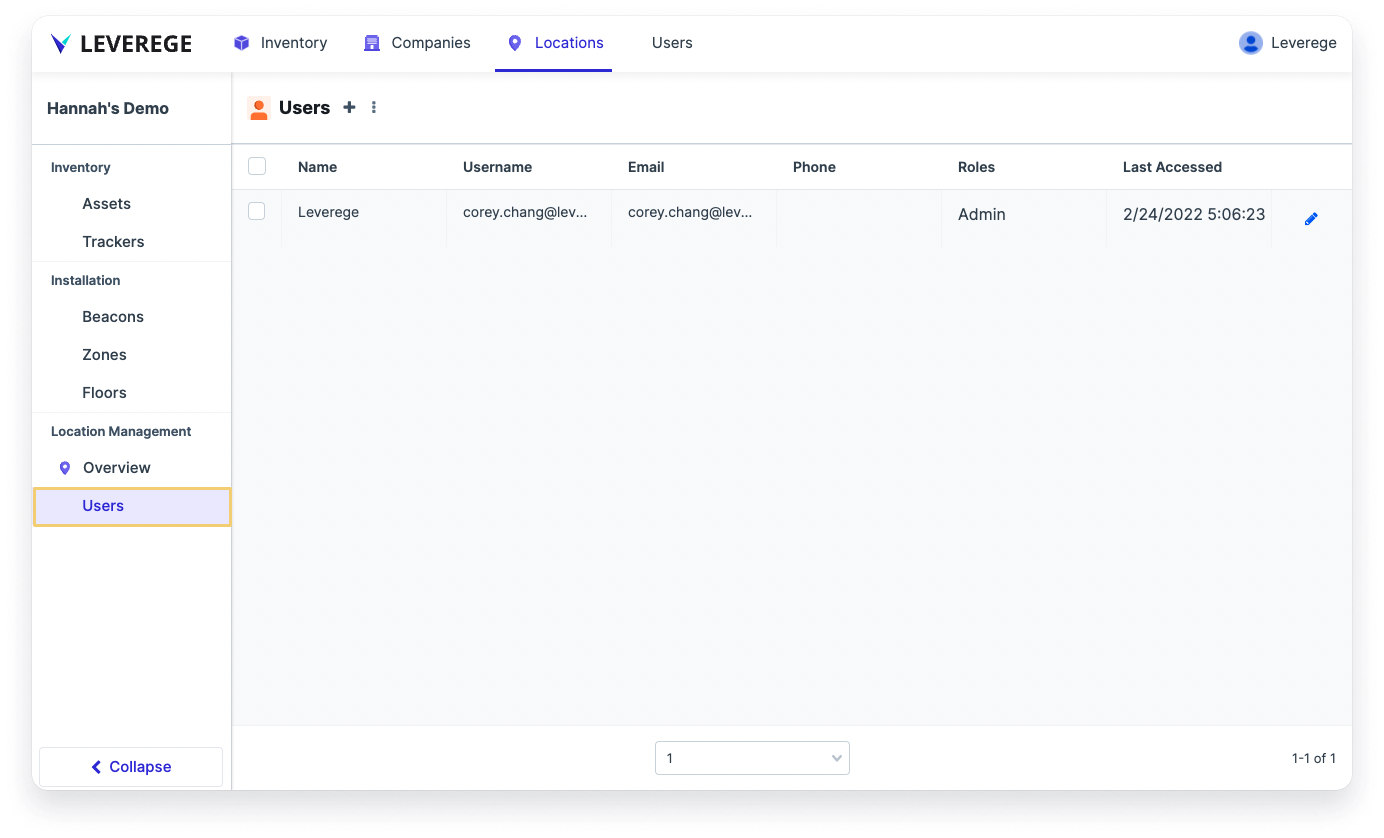 LEVEREGE Inventory Companies Locations Users Leverege
Hannah's Demo
Users
Inventory
Assets
Trackers
Installation
Beacons
Zones
Floors
Location Management
Overview
Users
Collapse
Name Username Email Phone Roles Last Accessed
Leverege corey.chang@lev... corey.chang@lev... Admin 2/24/2022 5:06:23
1
1-1 of 1